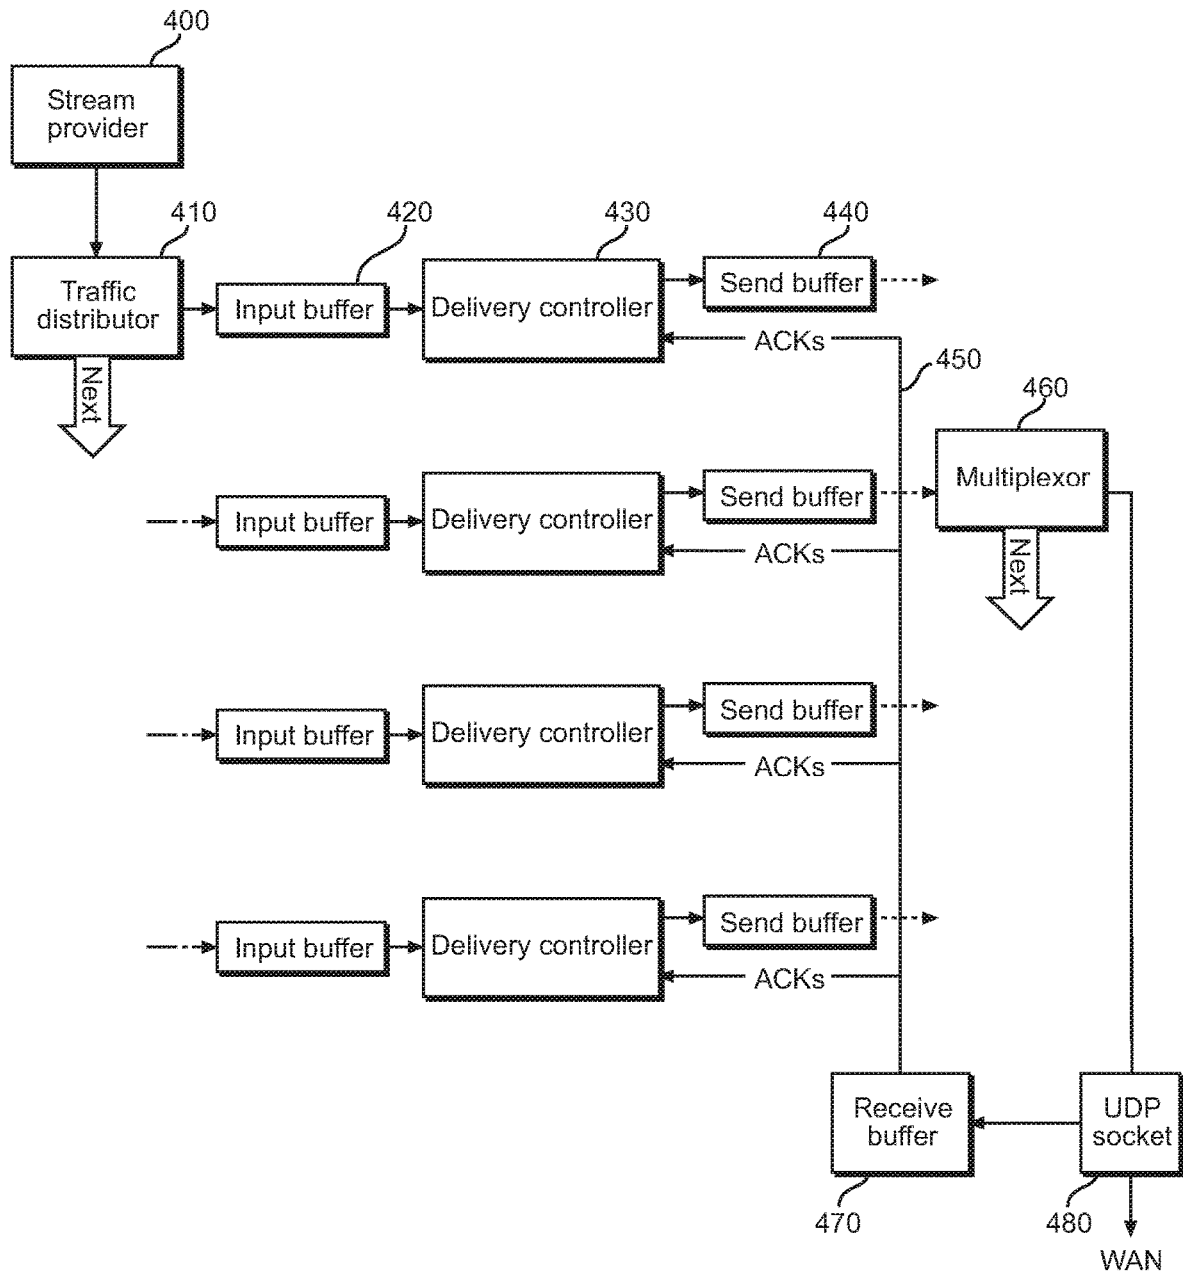 400
Stream
provider
410
420
430
440
Traffic
distributor
Input buffer
Delivery controller
Send buffer
ACKs
Next
450
460
Input buffer
Delivery controller
Send buffer
Multiplexor
ACKs
Next
Input buffer
Delivery controller
Send buffer
ACKs
Input buffer
Delivery controller
Send buffer
ACKs
Receive
buffer
UDP
socket
470
480
WAN